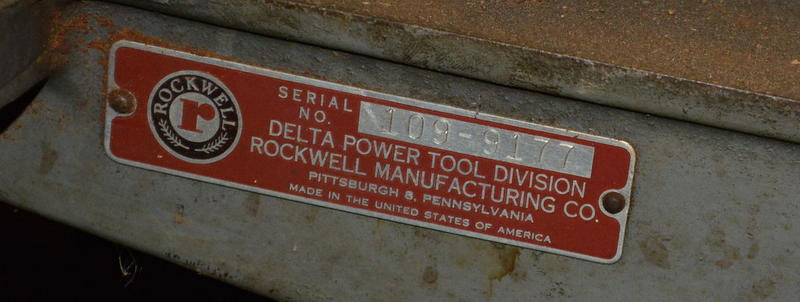 ROCKWELL
r
SERIAL
NO. 109-9177
DELTA POWER TOOL DIVISION
ROCKWELL MANUFACTURING CO.
PITTSBURGH 8, PENNSYLVANIA
MADE IN THE UNITED STATES OF AMERICA